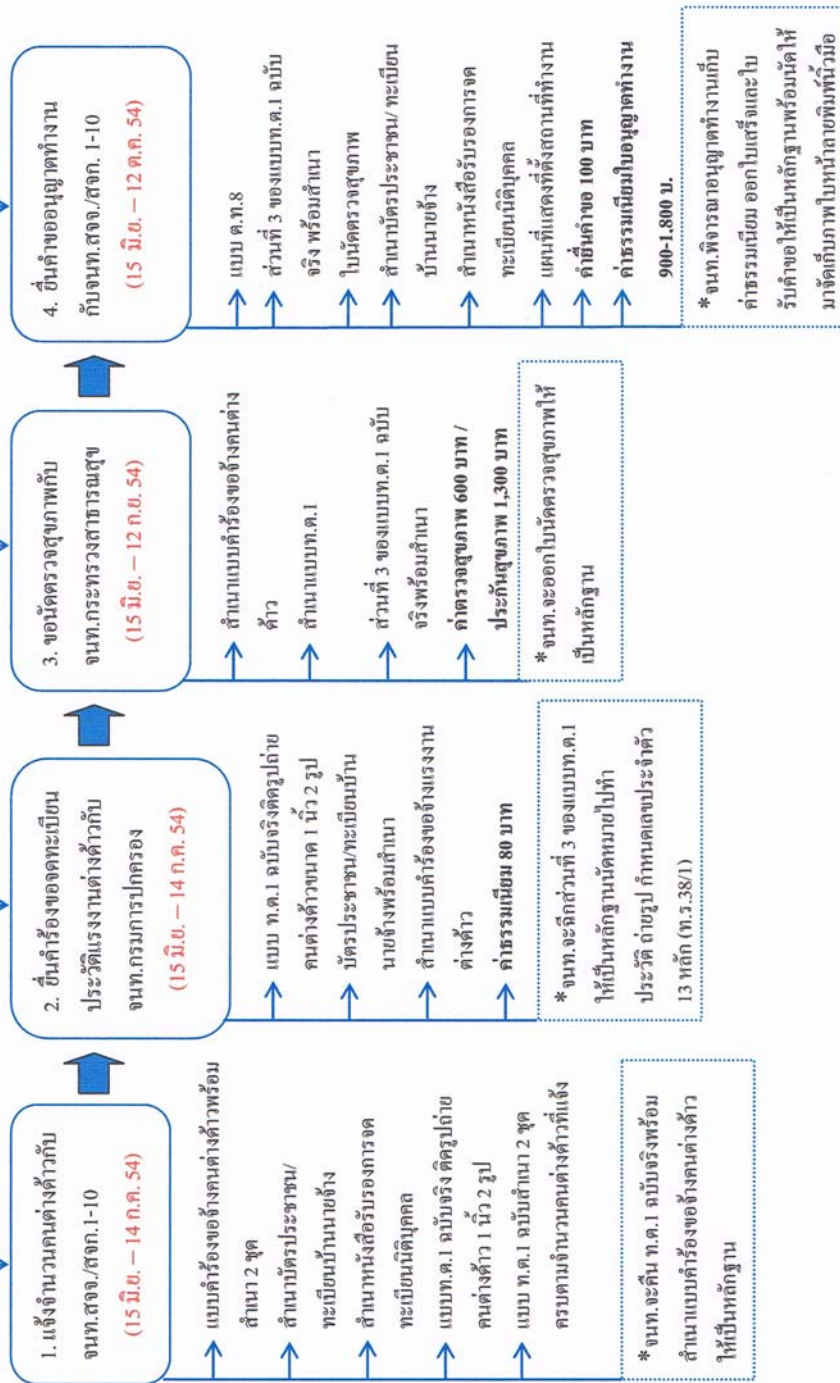 1. แจ้งจำนวนคนต่างด้าวกับ
จนท.สจจ./สจก.1-10
(15 มิ.ย. – 14 ก.ค. 54)
แบบคำร้องขอจ้างคนต่างด้าวพร้อม
สำเนา 2 ชุด
สำเนาบัตรประชาชน/
ทะเบียนบ้านนายจ้าง
สำเนาหนังสือรับรองการจด
ทะเบียนนิติบุคคล
แบบท.ต.1 ฉบับจริง ติดรูปถ่าย
คนต่างด้าว 1 นิ้ว 2 รูป
แบบ ท.ต.1 ฉบับสำเนา 2 ชุด
ครบตามจำนวนคนต่างด้าวที่แจ้ง
*จนท.จะคืน ท.ต.1 ฉบับจริงพร้อม
สำเนาแบบคำร้องขอจ้างคนต่างด้าว
ให้เป็นหลักฐาน
2. ยื่นคำร้องขอจดทะเบียน
ประวัติแรงงานต่างด้าวกับ
จนท.กรมการปกครอง
(15 มิ.ย. – 14 ก.ค. 54)
แบบ ท.ต.1 ฉบับจริงติดรูปถ่าย
คนต่างด้าวขนาด 1 นิ้ว 2 รูป
บัตรประชาชน/ทะเบียนบ้าน
นายจ้างพร้อมสำเนา
สำเนาแบบคำร้องขอจ้างแรงงาน
ต่างด้าว
ค่าธรรมเนียม 80 บาท
*จนท.จะฉีกส่วนที่ 3 ของแบบท.ต.1
ให้เป็นหลักฐานนัดหมายไปทำ
ประวัติ ถ่ายรูป กำหนดเลขประจำตัว
13 หลัก (ท.ร.38/1)
3. ขอนัดตรวจสุขภาพกับ
จนท.กระทรวงสาธารณสุข
(15 มิ.ย. – 12 ก.ย. 54)
สำเนาแบบคำร้องขอจ้างคนต่าง
ด้าว
สำเนาแบบท.ต.1
ส่วนที่ 3 ของแบบท.ต.1 ฉบับ
จริงพร้อมสำเนา
ค่าตรวจสุขภาพ 600 บาท /
ประกันสุขภาพ 1,300 บาท
*จนท.จะออกใบนัดตรวจสุขภาพให้
เป็นหลักฐาน
4. ยื่นคำขออนุญาตทำงาน
กับจนท.สจจ./สจก. 1-10
(15 มิ.ย. – 12 ต.ค. 54)
แบบ ต.ท.8
ส่วนที่ 3 ของแบบท.ต.1 ฉบับ
จริง พร้อมสำเนา
ใบนัดตรวจสุขภาพ
สำเนาบัตรประชาชน/ ทะเบียน
บ้านนายจ้าง
สำเนาหนังสือรับรองการจด
ทะเบียนนิติบุคคล
แผนที่แสดงที่ตั้งสถานที่ทำงาน
ค่ายื่นคำขอ 100 บาท
ค่าธรรมเนียมใบอนุญาตทำงาน
900-1,800 บ.
*จนท.พิจารณาอนุญาตทำงานเก็บ
ค่าธรรมเนียม ออกใบเสร็จและใบ
รับคำขอให้เป็นหลักฐานพร้อมนัดให้
มาจัดเก็บภาพใบหน้าลายพิมพ์นิ้วมือ